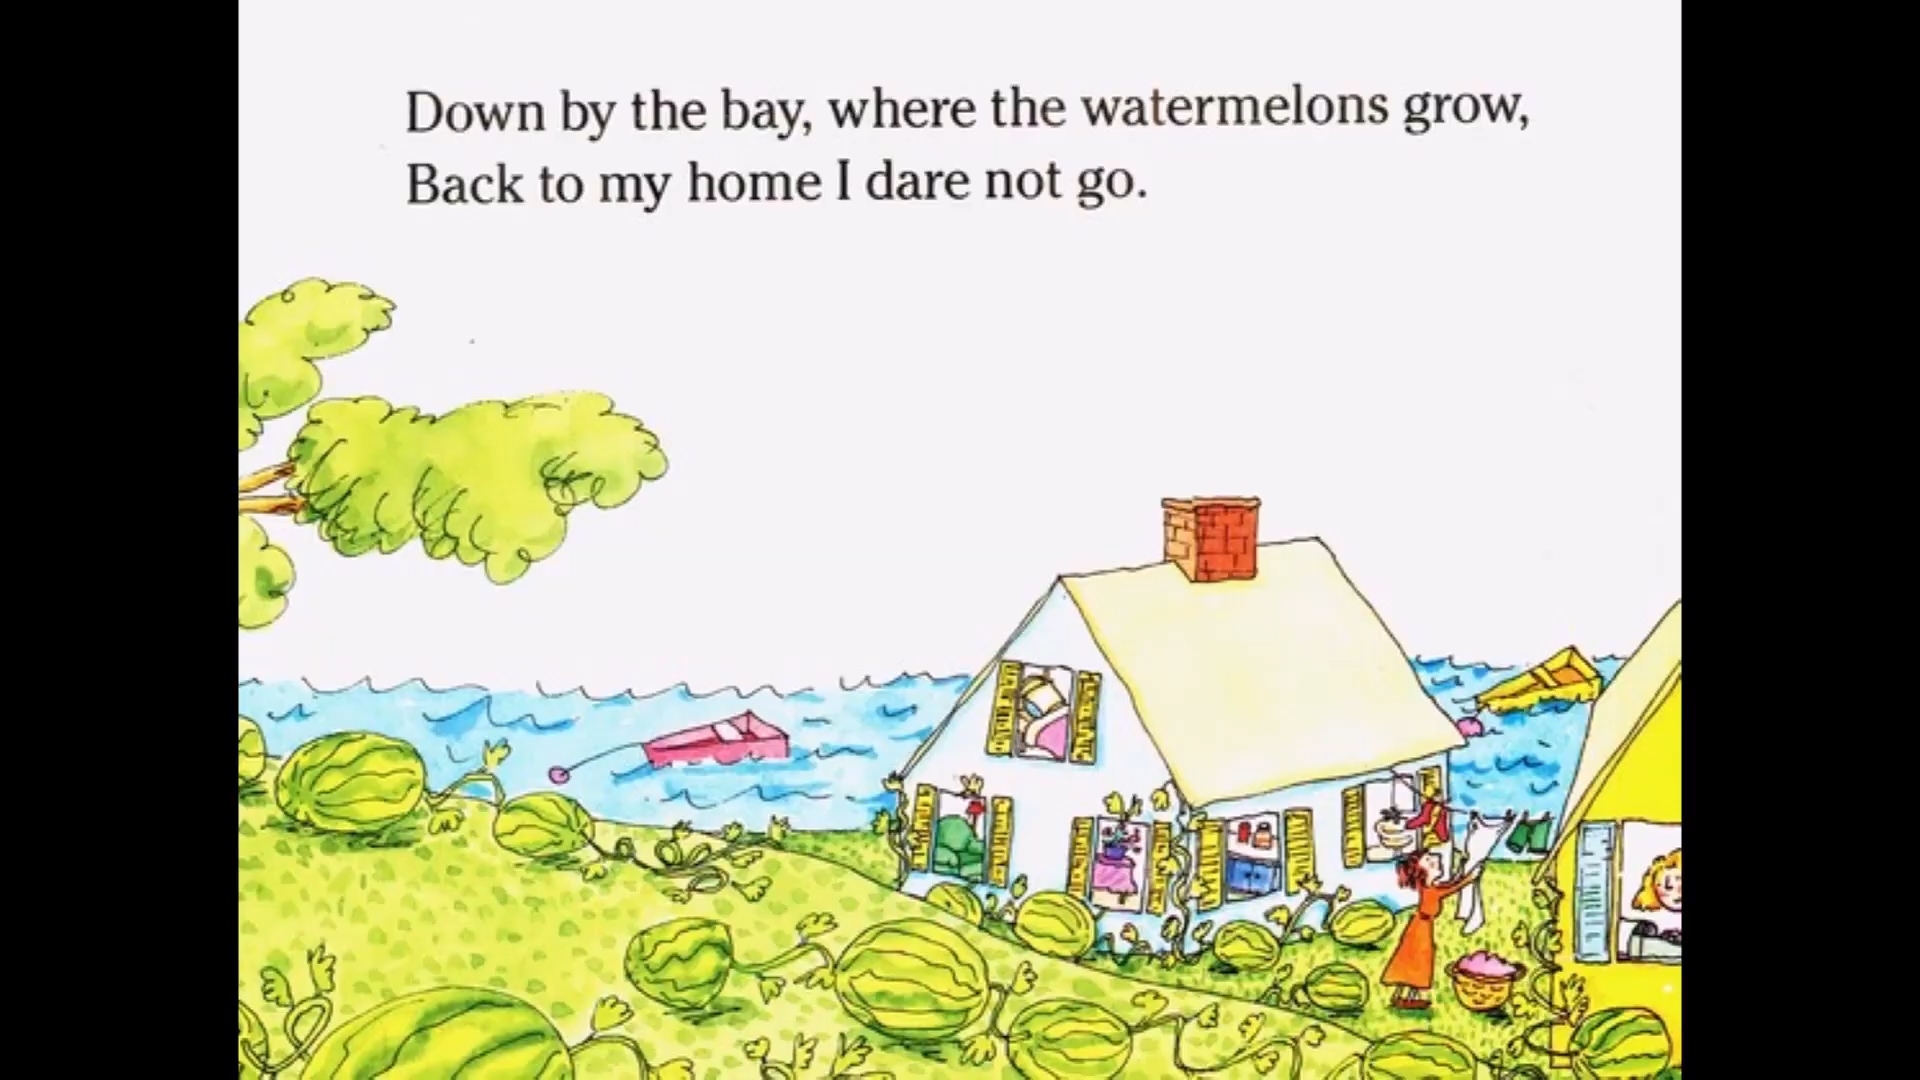 Down by the bay, where the watermelons grow,
Back to my home I dare not go.